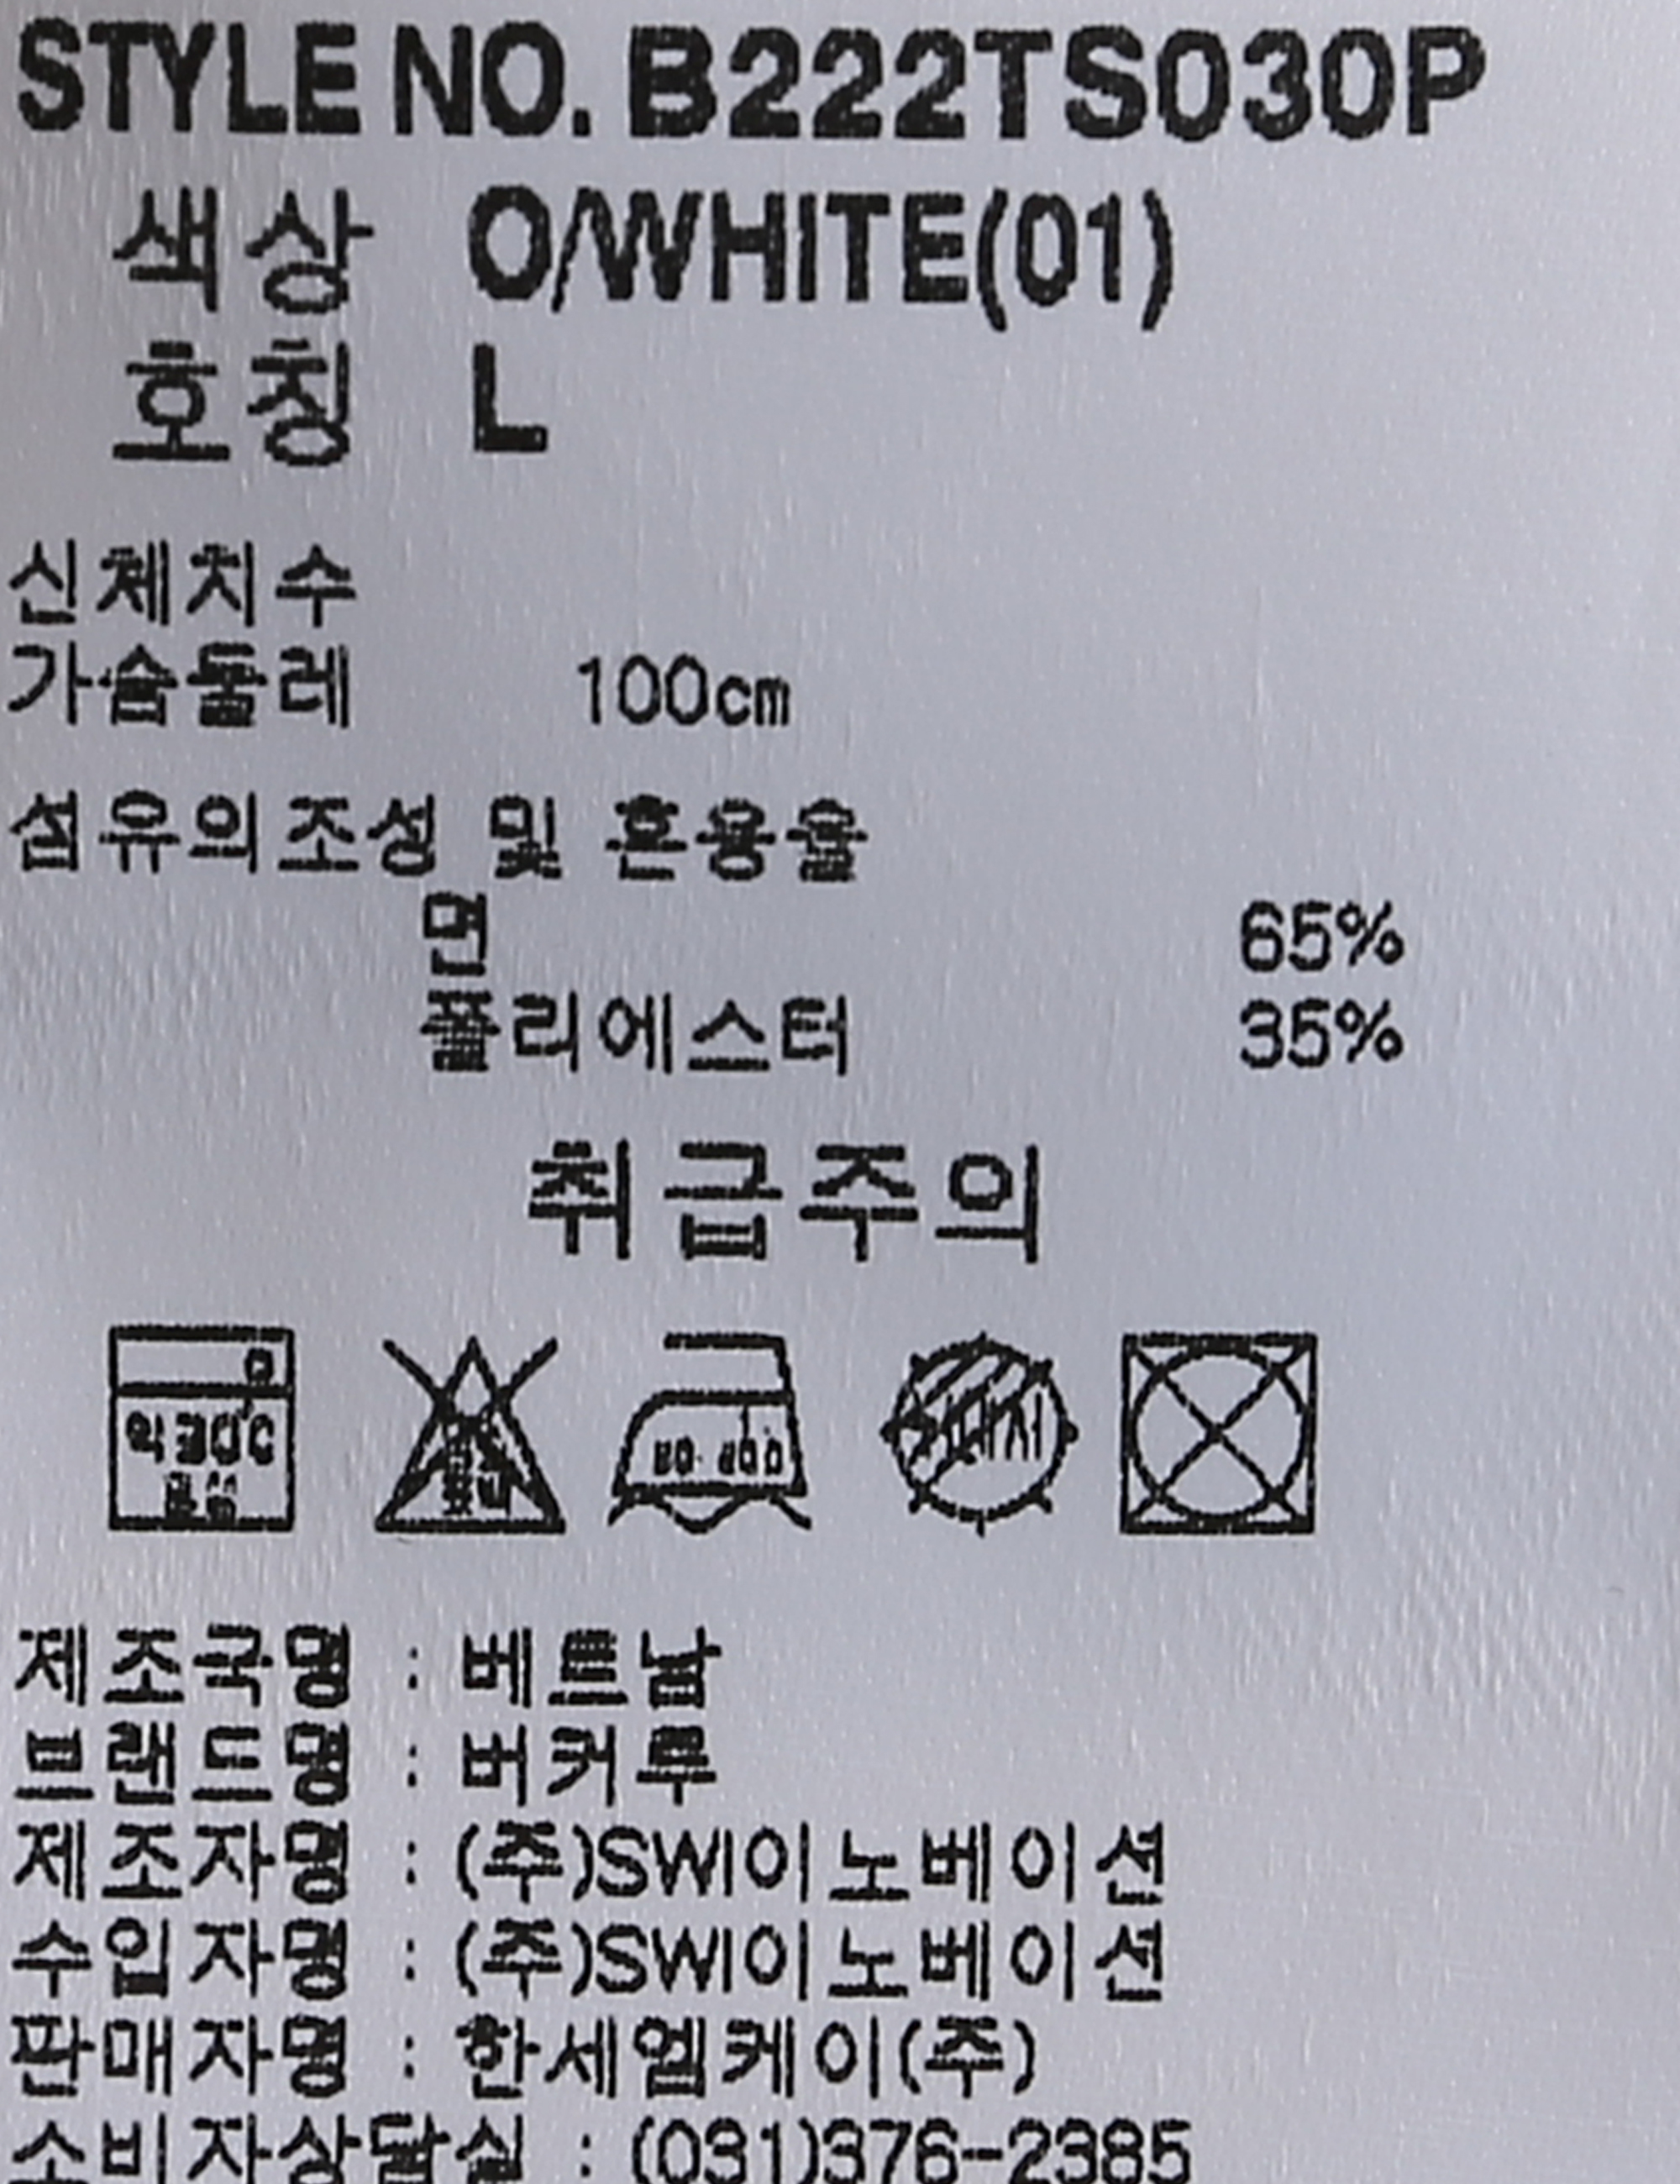 STYLE NO. B222TS030P
색상 O/WHITE(01)
호칭 L
신체치수
가슴둘레 100cm
섬유의조성 및 혼용율
면 65%
폴리에스터 35%
취급주의
제조국명 : 베트남
브랜드명 : 버커루
제조자명 : (주)SWI이노베이션
수입자명 : (주)SWI이노베이션
판매자명 : 한세엠케이(주)
소비자상담실 : (031)376-2385